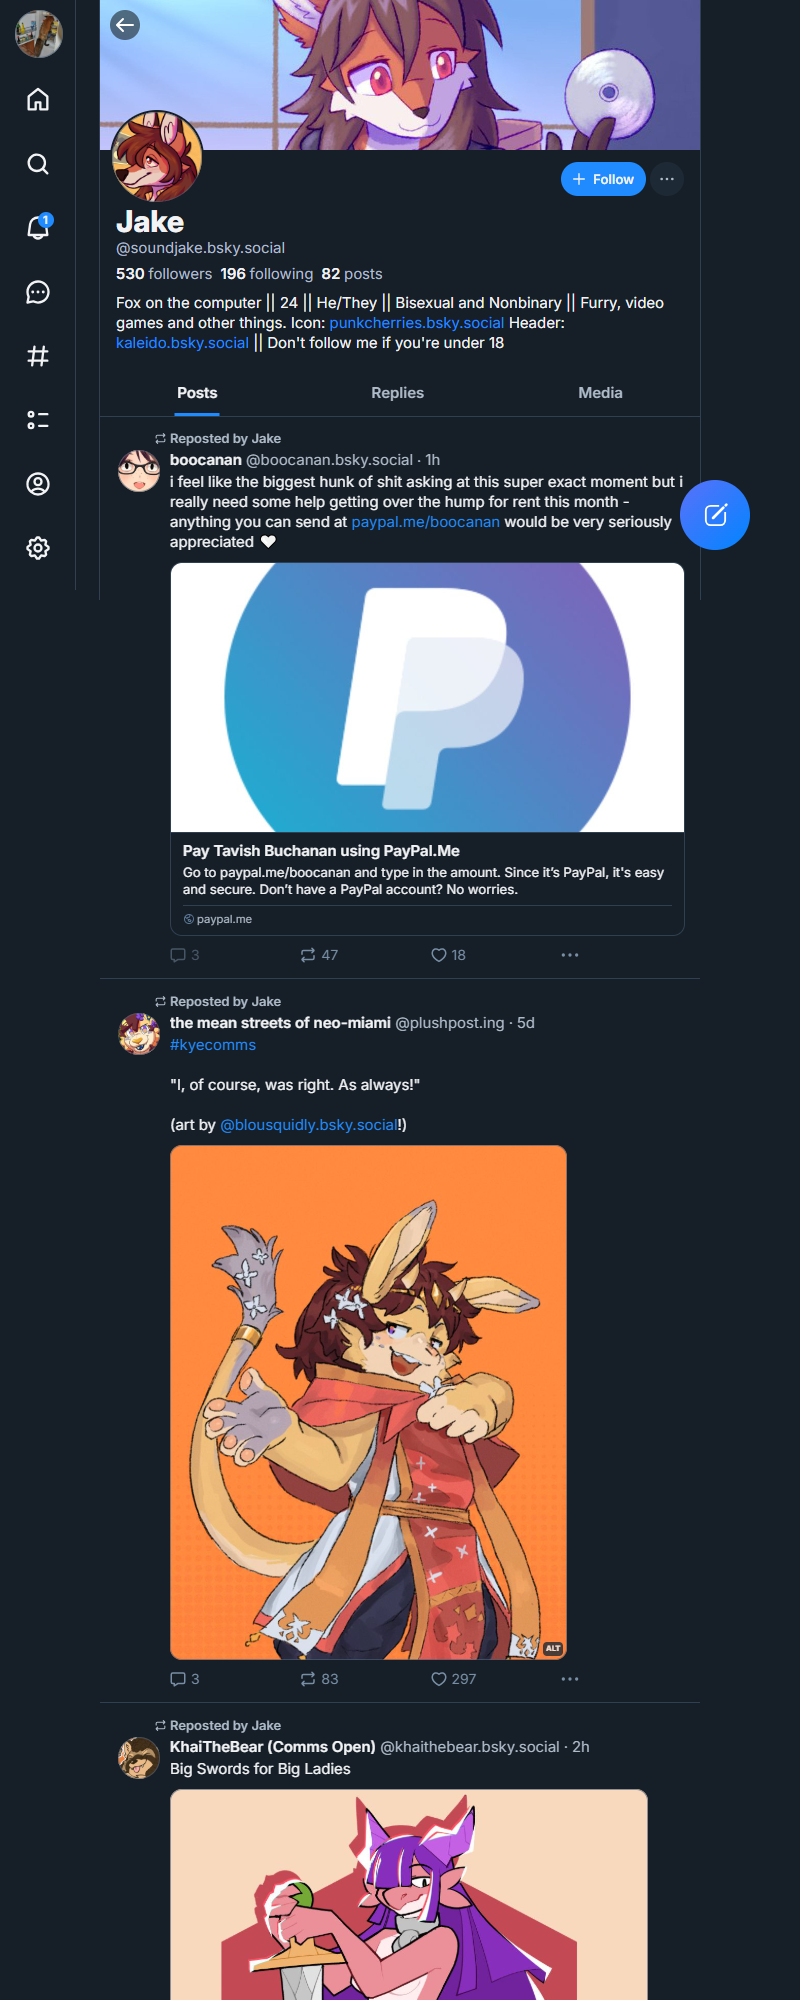 1
+ Follow
Jake
@soundjake.bsky.social
530 followers 196 following 82 posts
Fox on the computer || 24 || He/They || Bisexual and Nonbinary || Furry, video
games and other things. Icon: punkcherries.bsky.social Header:
kaleido.bsky.social || Don't follow me if you're under 18
Posts Replies Media
Reposted by Jake
boocanan @boocanan.bsky.social · 1h
i feel like the biggest hunk of shit asking at this super exact moment but i
really need some help getting over the hump for rent this month -
anything you can send at paypal.me/boocanan would be very seriously
appreciated 🤍
Pay Tavish Buchanan using PayPal.Me
Go to paypal.me/boocanan and type in the amount. Since it’s PayPal, it's easy
and secure. Don’t have a PayPal account? No worries.
paypal.me
3 47 18
Reposted by Jake
the mean streets of neo-miami @plushpost.ing · 5d
#kyecomms
"I, of course, was right. As always!"
(art by @blousquidly.bsky.social!)
ALT
3 83 297
Reposted by Jake
KhaiTheBear (Comms Open) @khaithebear.bsky.social · 2h
Big Swords for Big Ladies